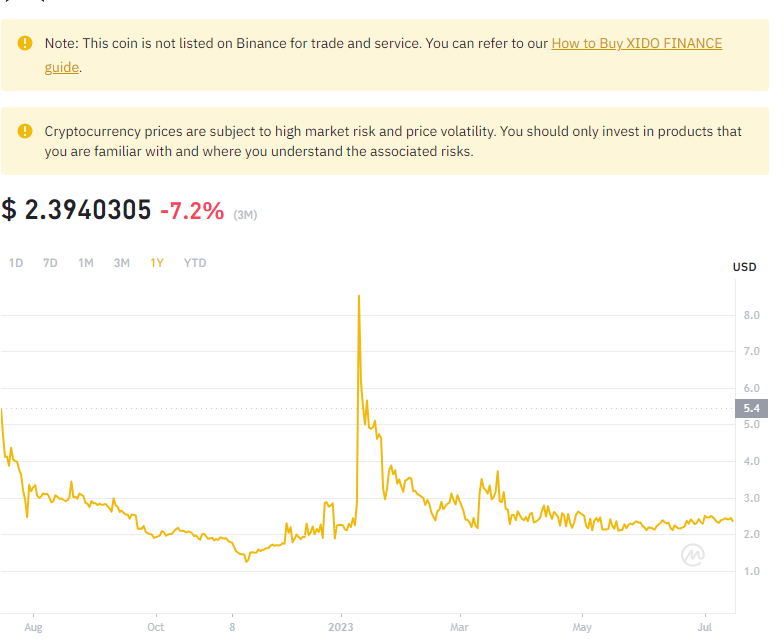 Note: This coin is not listed on Binance for trade and service. You can refer to our How to Buy XIDO FINANCE
guide.
Cryptocurrency prices are subject to high market risk and price volatility. You should only invest in products that
you are familiar with and where you understand the associated risks.
$ 2.3940305 -7.2% (3M)
1D 7D 1M 3M 1Y YTD
USD
8.0
7.0
6.0
5.4
5.0
4.0
3.0
2.0
1.0
Aug Oct 8 2023 Mar May Jul